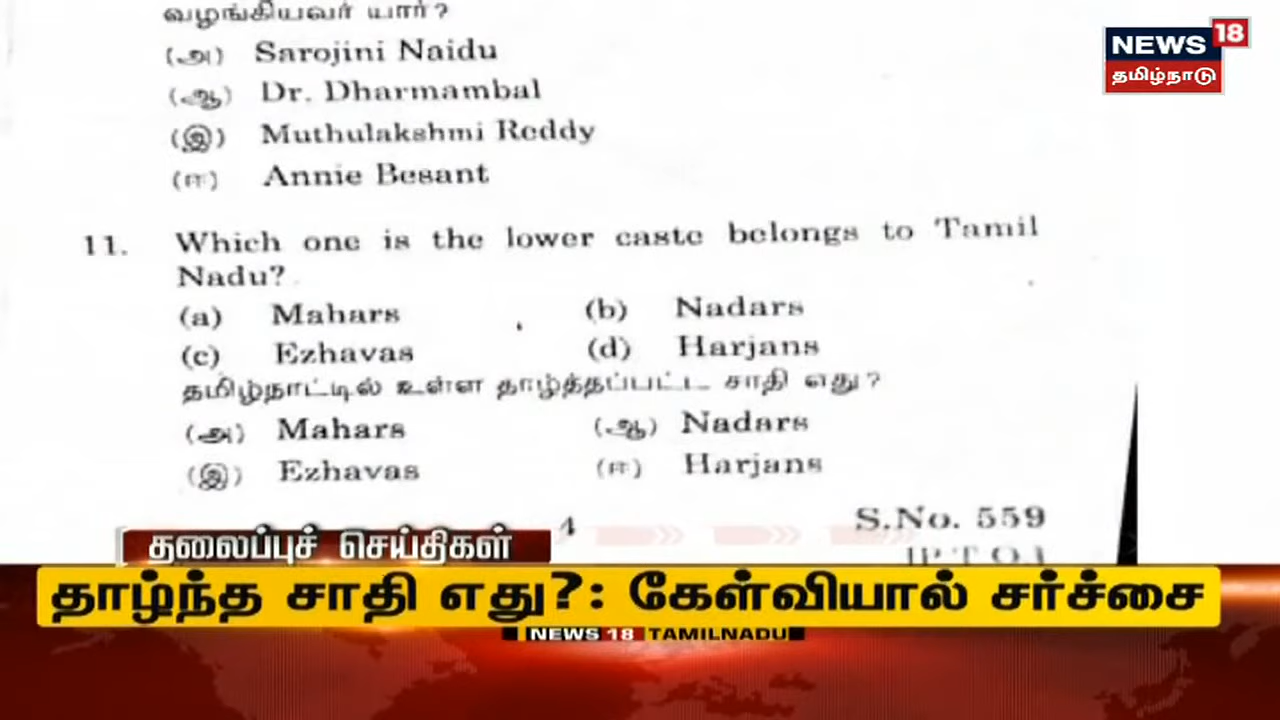 வழங்கியவர் யார்?
(அ) Sarojini Naidu
(ஆ) Dr. Dharmambal
(இ) Muthulakshmi Reddy
(ஈ) Annie Besant
NEWS 18
தமிழ்நாடு
11. Which one is the lower caste belongs to Tamil
Nadu?
(a) Mahars (b) Nadars
(c) Ezhavas (d) Harjans
தமிழ்நாட்டில் உள்ள தாழ்த்தப்பட்ட சாதி எது?
(அ) Mahars (ஆ) Nadars
(இ) Ezhavas (ஈ) Harjans
4 S.No. 559
[P.T.O.]
தலைப்புச் செய்திகள்
தாழ்ந்த சாதி எது?: கேள்வியால் சர்ச்சை
NEWS 18 TAMILNADU